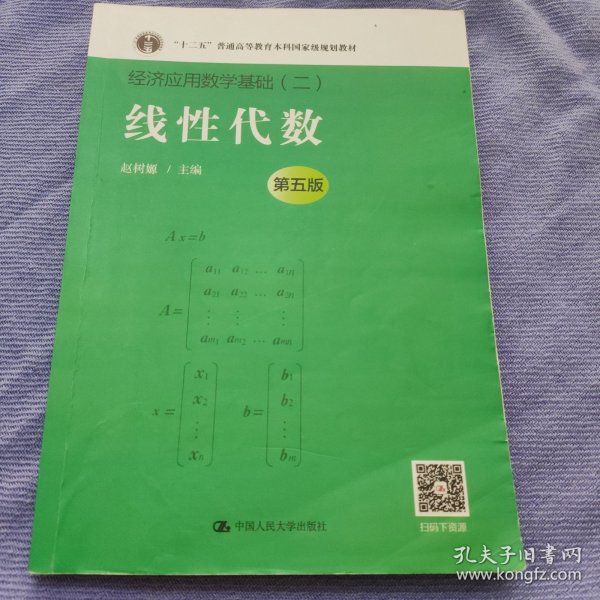 “十二五”普通高等教育本科国家级规划教材
经济应用数学基础（二）
线性代数
赵树嫄 / 主编
第五版
Ax=b
a11 a12 … a1n
a21 a22 … a2n
A= ⋮ ⋮ ⋮
am1 am2 … amn
x1 b1
x2 b2
x= ⋮ b= ⋮
xn bm
中国人民大学出版社
扫码下资源
孔夫子旧书网
www.kongfz.com